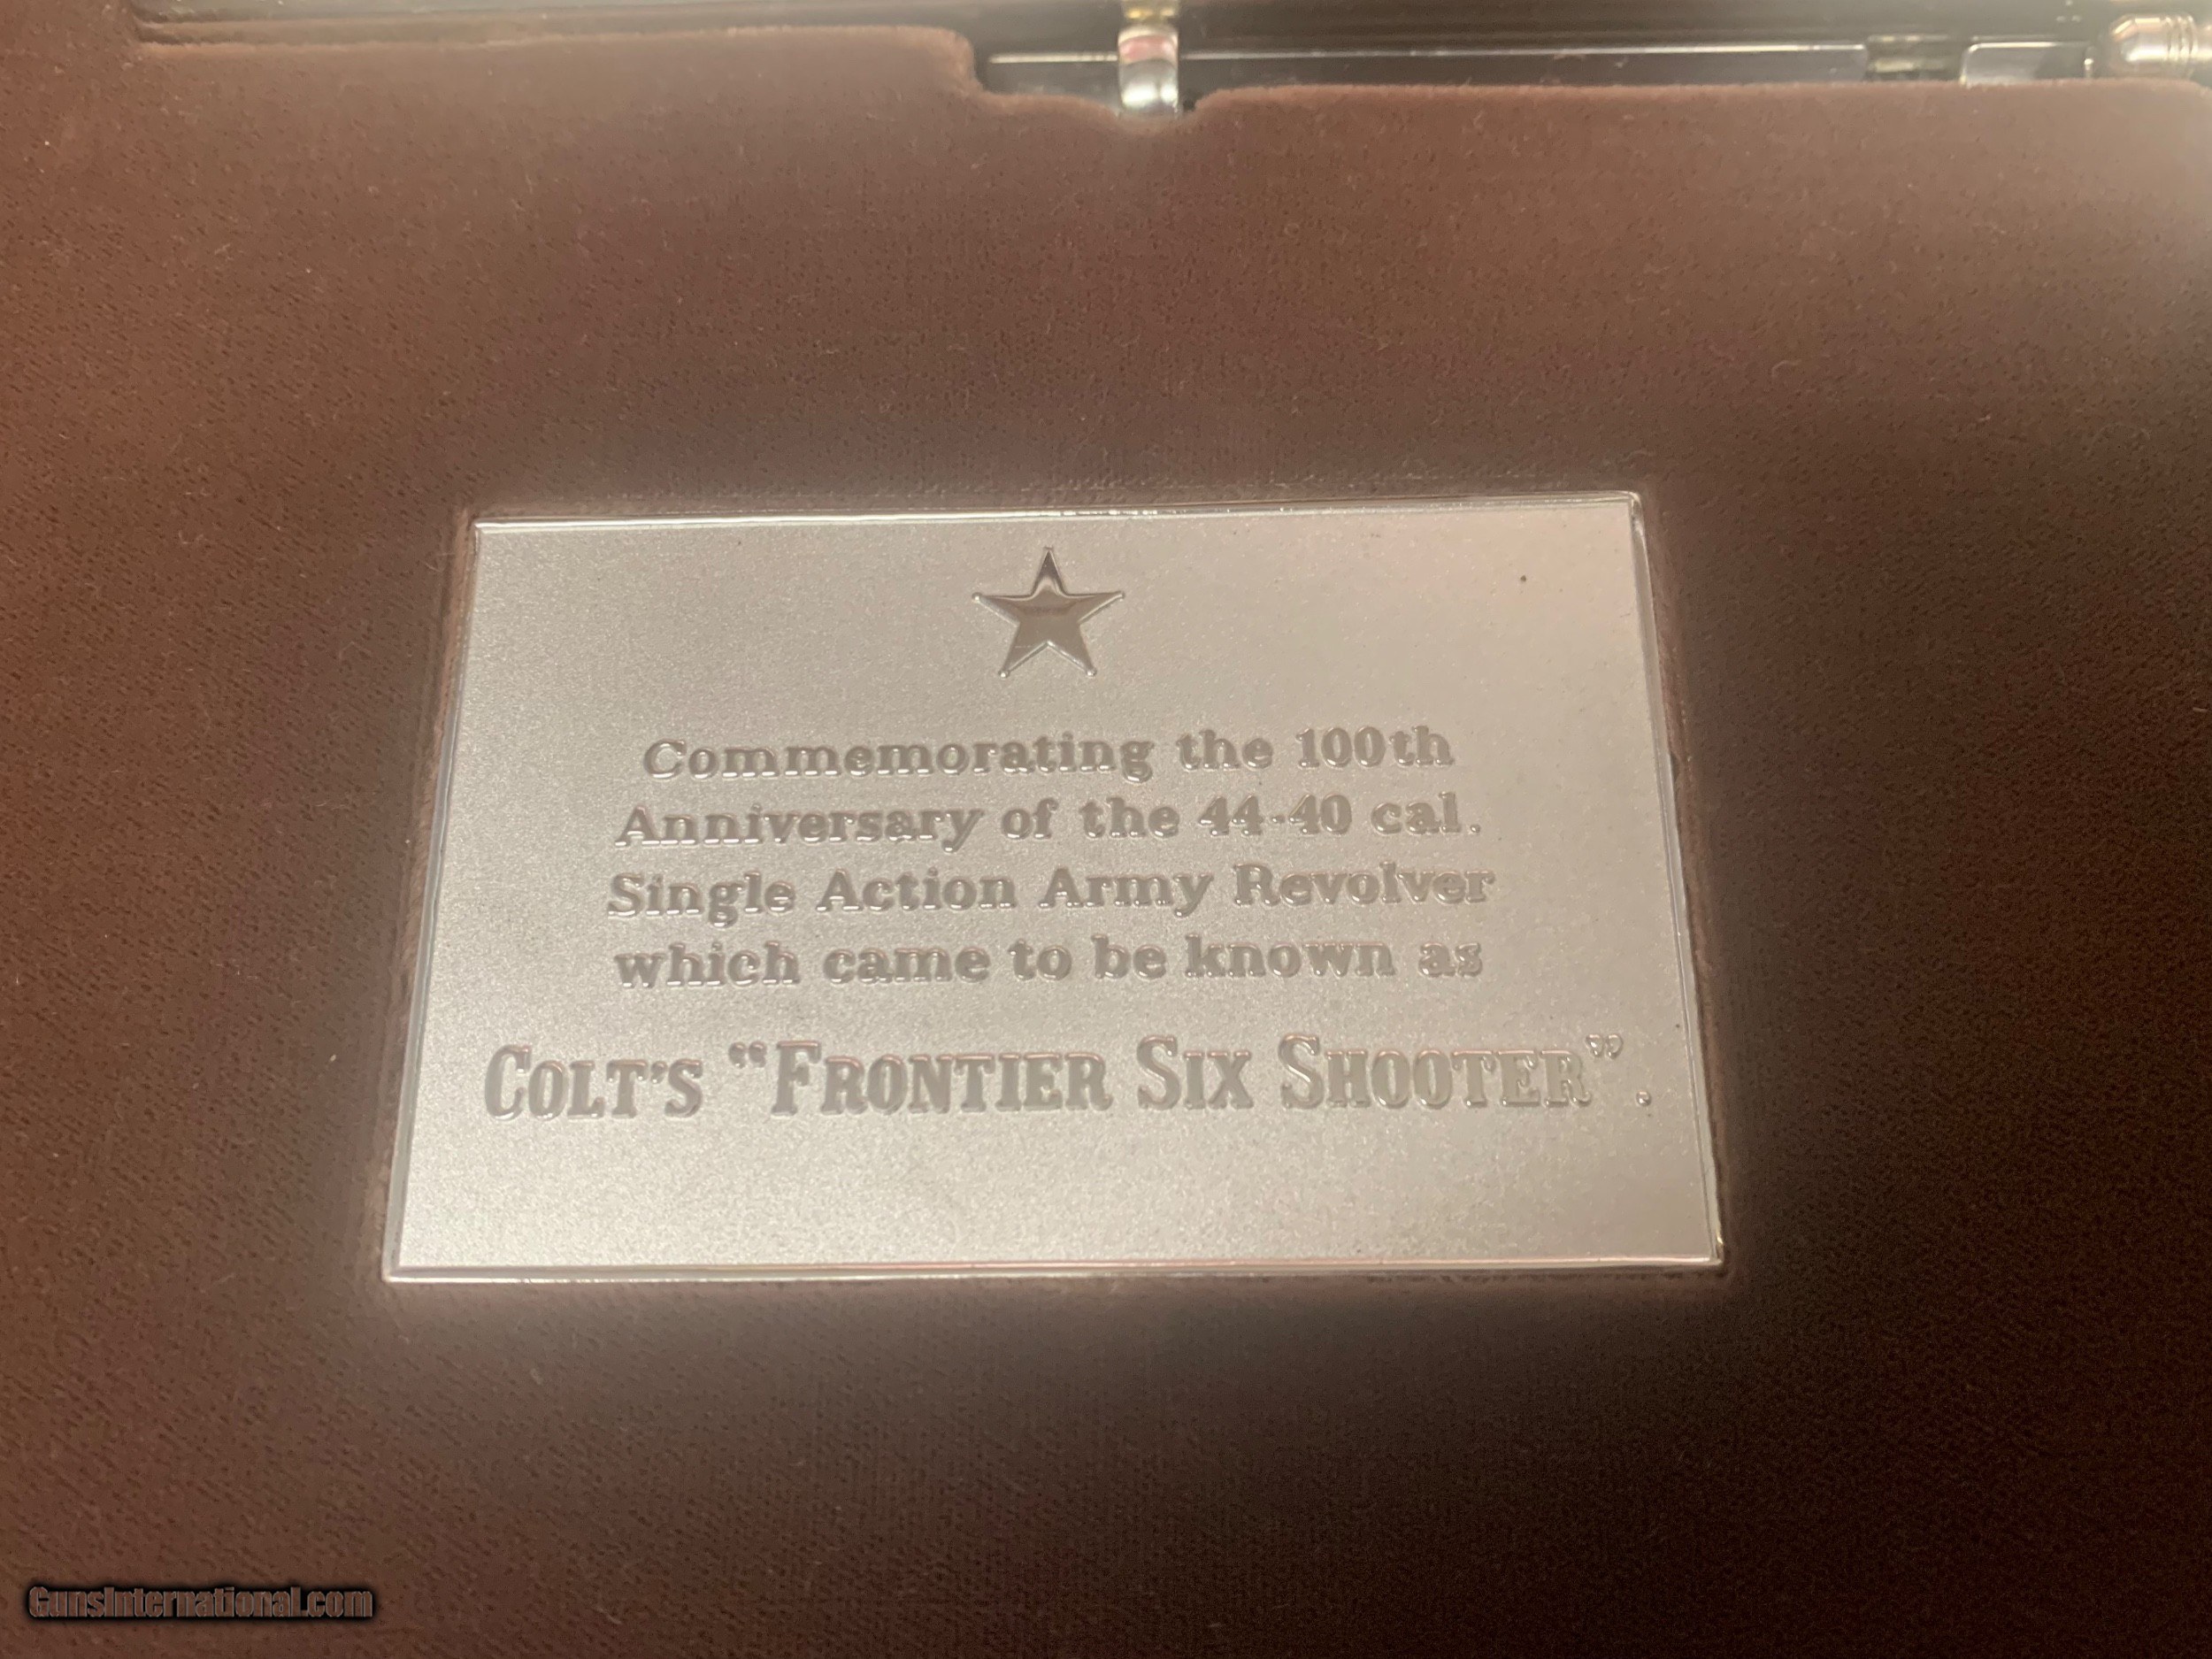 Commemorating the 100th
Anniversary of the 44-40 cal.
Single Action Army Revolver
which came to be known as
COLT'S "FRONTIER SIX SHOOTER".
GunsInternational.com